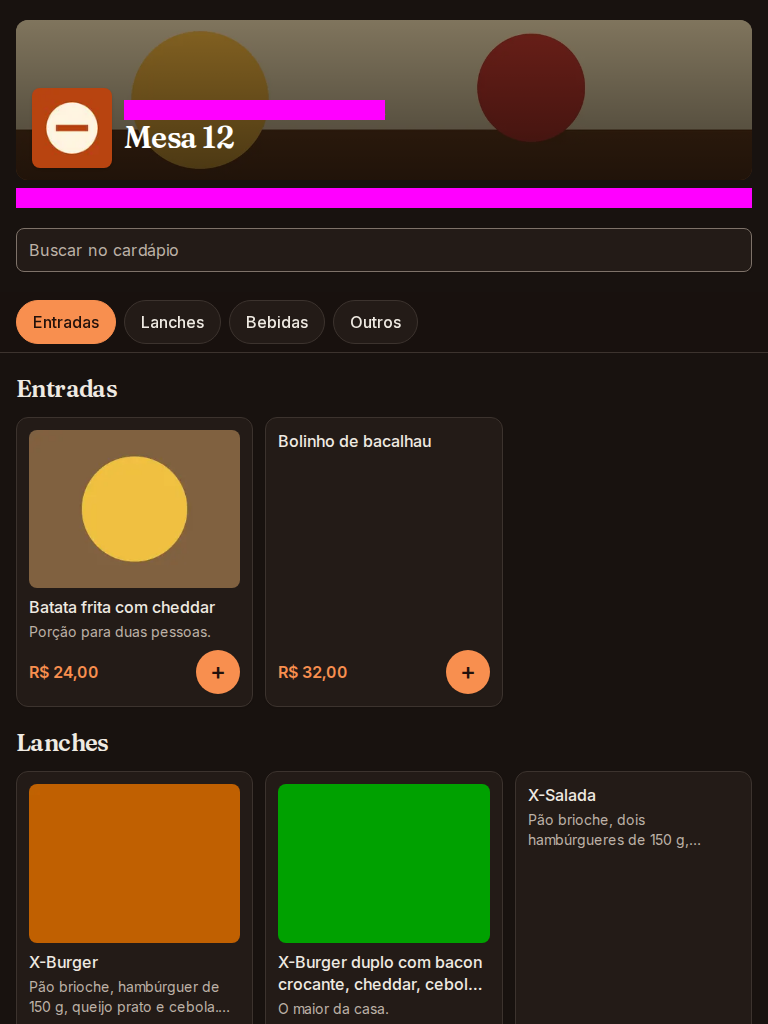 Mesa 12
Buscar no cardápio
Entradas
Lanches
Bebidas
Outros
Entradas
Batata frita com cheddar
Porção para duas pessoas.
R$ 24,00
+
Bolinho de bacalhau
R$ 32,00
+
Lanches
X-Burger
Pão brioche, hambúrguer de
150 g, queijo prato e cebola....
X-Burger duplo com bacon
crocante, cheddar, cebol...
O maior da casa.
X-Salada
Pão brioche, dois
hambúrgueres de 150 g,...